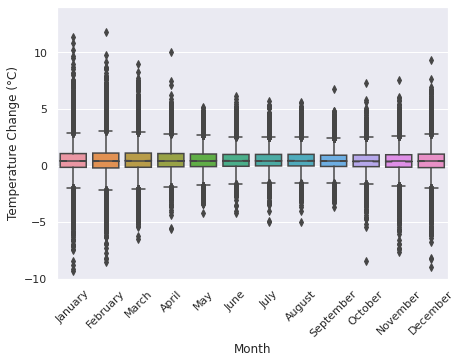 Temperature Change (°C)
10
5
0
−5
−10
January
February
March
April
May
June
July
August
September
October
November
December
Month